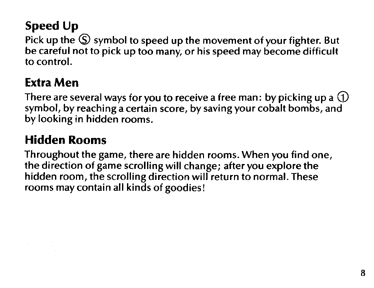 Speed Up
Pick up the Ⓢ symbol to speed up the movement of your fighter. But
be careful not to pick up too many, or his speed may become difficult
to control.
Extra Men
There are several ways for you to receive a free man: by picking up a ①
symbol, by reaching a certain score, by saving your cobalt bombs, and
by looking in hidden rooms.
Hidden Rooms
Throughout the game, there are hidden rooms. When you find one,
the direction of game scrolling will change; after you explore the
hidden room, the scrolling direction will return to normal. These
rooms may contain all kinds of goodies!
8